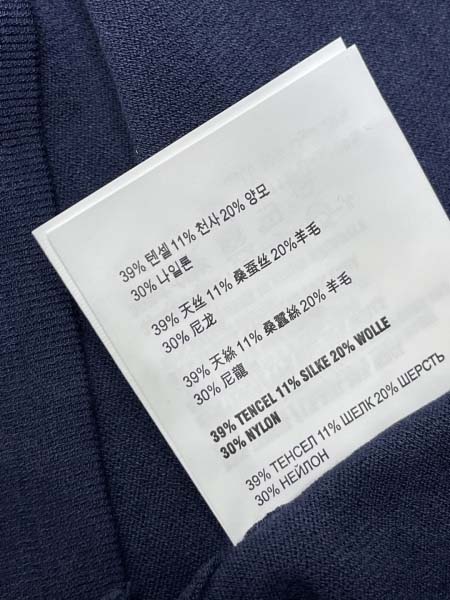 39% 텐셀 11% 천사 20% 양모
30% 나일론
39% 天丝 11% 桑蚕丝 20%羊毛
30% 尼龙
39% 天絲 11% 桑蠶絲 20% 羊毛
30% 尼龍
39% TENCEL 11% SILKE 20% WOLLE
30% NYLON
39% ТЕНСЕЛ 11% ШЕЛК 20% ШЕРСТЬ
30% НЕЙЛОН